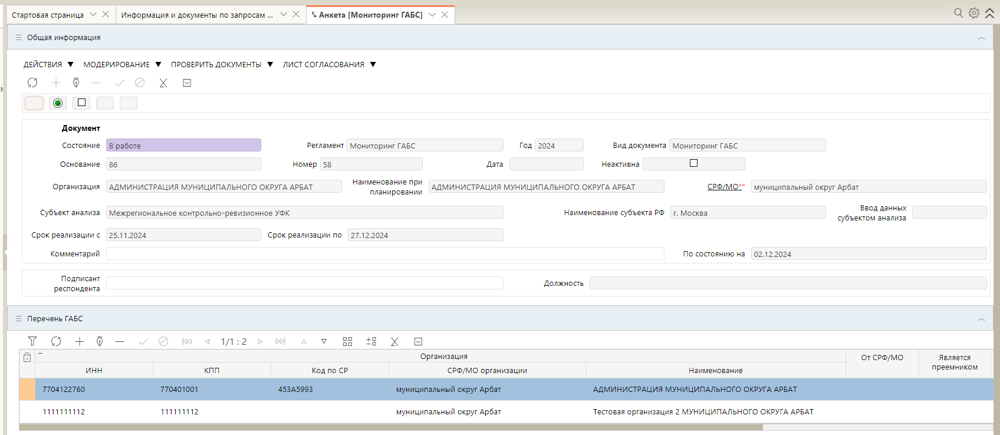 Стартовая страница Информация и документы по запросам ... Анкета [Мониторинг ГАБС]
Общая информация
ДЕЙСТВИЯ ▼ МОДЕРИРОВАНИЕ ▼ ПРОВЕРИТЬ ДОКУМЕНТЫ ▼ ЛИСТ СОГЛАСОВАНИЯ ▼
Документ
Состояние В работе Регламент Мониторинг ГАБС Год 2024 Вид документа Мониторинг ГАБС
Основание 86 Номер 58 Дата Неактивна
Организация АДМИНИСТРАЦИЯ МУНИЦИПАЛЬНОГО ОКРУГА АРБАТ Наименование при планировании АДМИНИСТРАЦИЯ МУНИЦИПАЛЬНОГО ОКРУГА АРБАТ СРФ/МО** муниципальный округ Арбат
Субъект анализа Межрегиональное контрольно-ревизионное УФК Наименование субъекта РФ г. Москва Ввод данных субъектом анализа
Срок реализации с 25.11.2024 Срок реализации по 27.12.2024
Комментарий По состоянию на 02.12.2024
Подписант респондента Должность
Перечень ГАБС
1/1 : 2
Организация От СРФ/МО Является преемником
ИНН КПП Код по СР СРФ/МО организации Наименование
7704122760 770401001 453A5993 муниципальный округ Арбат АДМИНИСТРАЦИЯ МУНИЦИПАЛЬНОГО ОКРУГА АРБАТ
1111111112 111111112 муниципальный округ Арбат Тестовая организация 2 МУНИЦИПАЛЬНОГО ОКРУГА АРБАТ